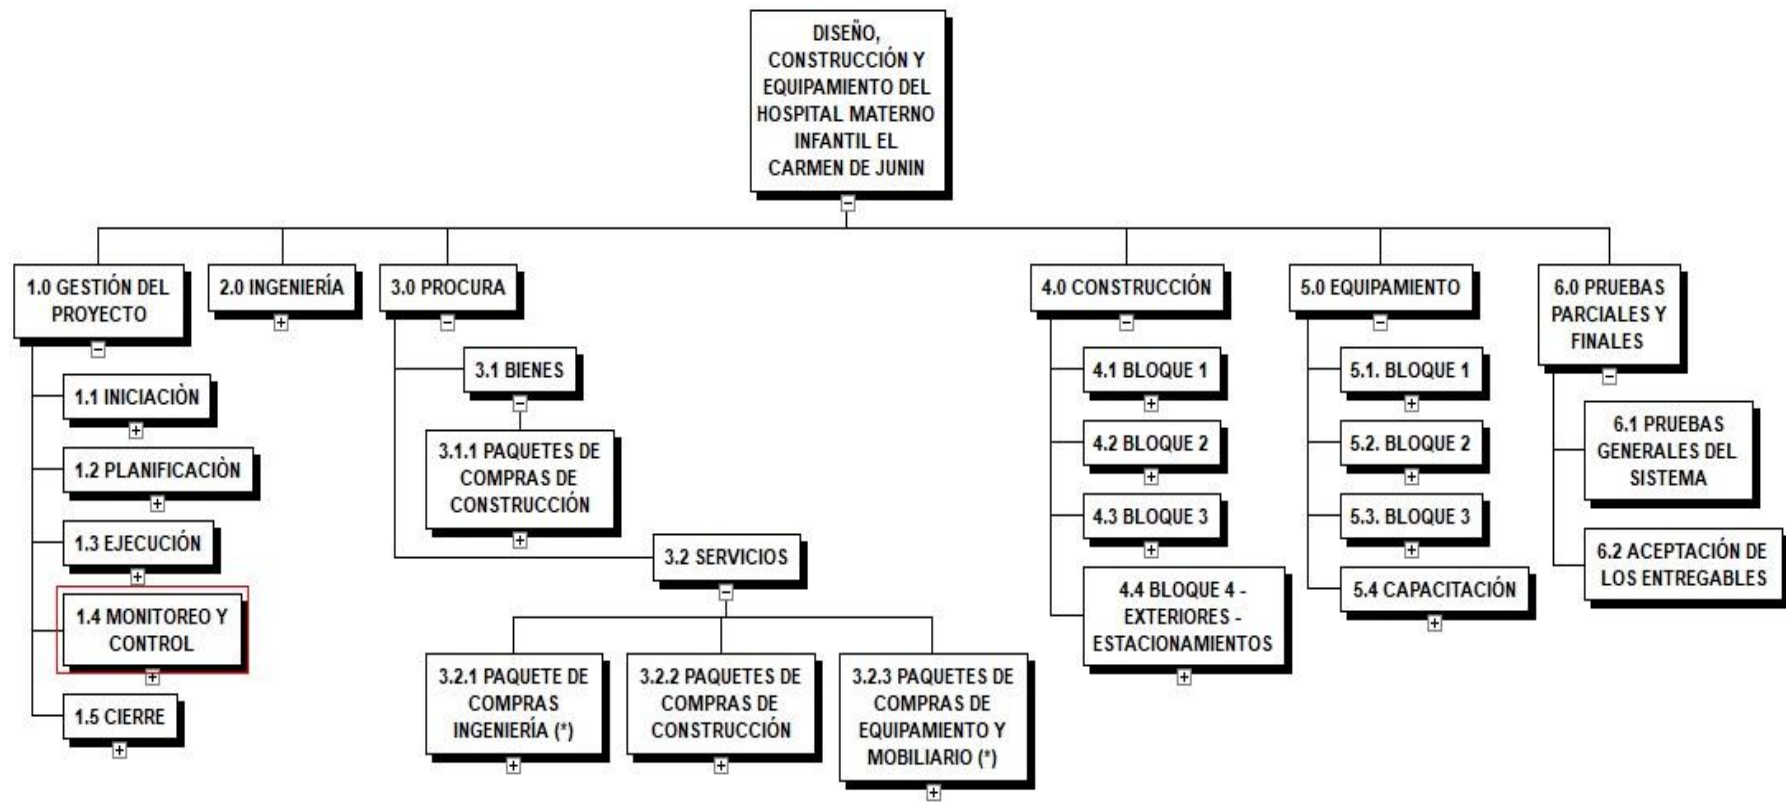 DISEÑO,
CONSTRUCCIÓN Y
EQUIPAMIENTO DEL
HOSPITAL MATERNO
INFANTIL EL
CARMEN DE JUNIN
1.0 GESTIÓN DEL
PROYECTO
1.1 INICIACIÒN
1.2 PLANIFICACIÒN
1.3 EJECUCIÓN
1.4 MONITOREO Y
CONTROL
1.5 CIERRE
2.0 INGENIERÍA
3.0 PROCURA
3.1 BIENES
3.1.1 PAQUETES DE
COMPRAS DE
CONSTRUCCIÓN
3.2 SERVICIOS
3.2.1 PAQUETE DE
COMPRAS
INGENIERÍA (*)
3.2.2 PAQUETES DE
COMPRAS DE
CONSTRUCCIÓN
3.2.3 PAQUETES DE
COMPRAS DE
EQUIPAMIENTO Y
MOBILIARIO (*)
4.0 CONSTRUCCIÓN
4.1 BLOQUE 1
4.2 BLOQUE 2
4.3 BLOQUE 3
4.4 BLOQUE 4 -
EXTERIORES -
ESTACIONAMIENTOS
5.0 EQUIPAMIENTO
5.1. BLOQUE 1
5.2. BLOQUE 2
5.3. BLOQUE 3
5.4 CAPACITACIÓN
6.0 PRUEBAS
PARCIALES Y
FINALES
6.1 PRUEBAS
GENERALES DEL
SISTEMA
6.2 ACEPTACIÓN DE
LOS ENTREGABLES